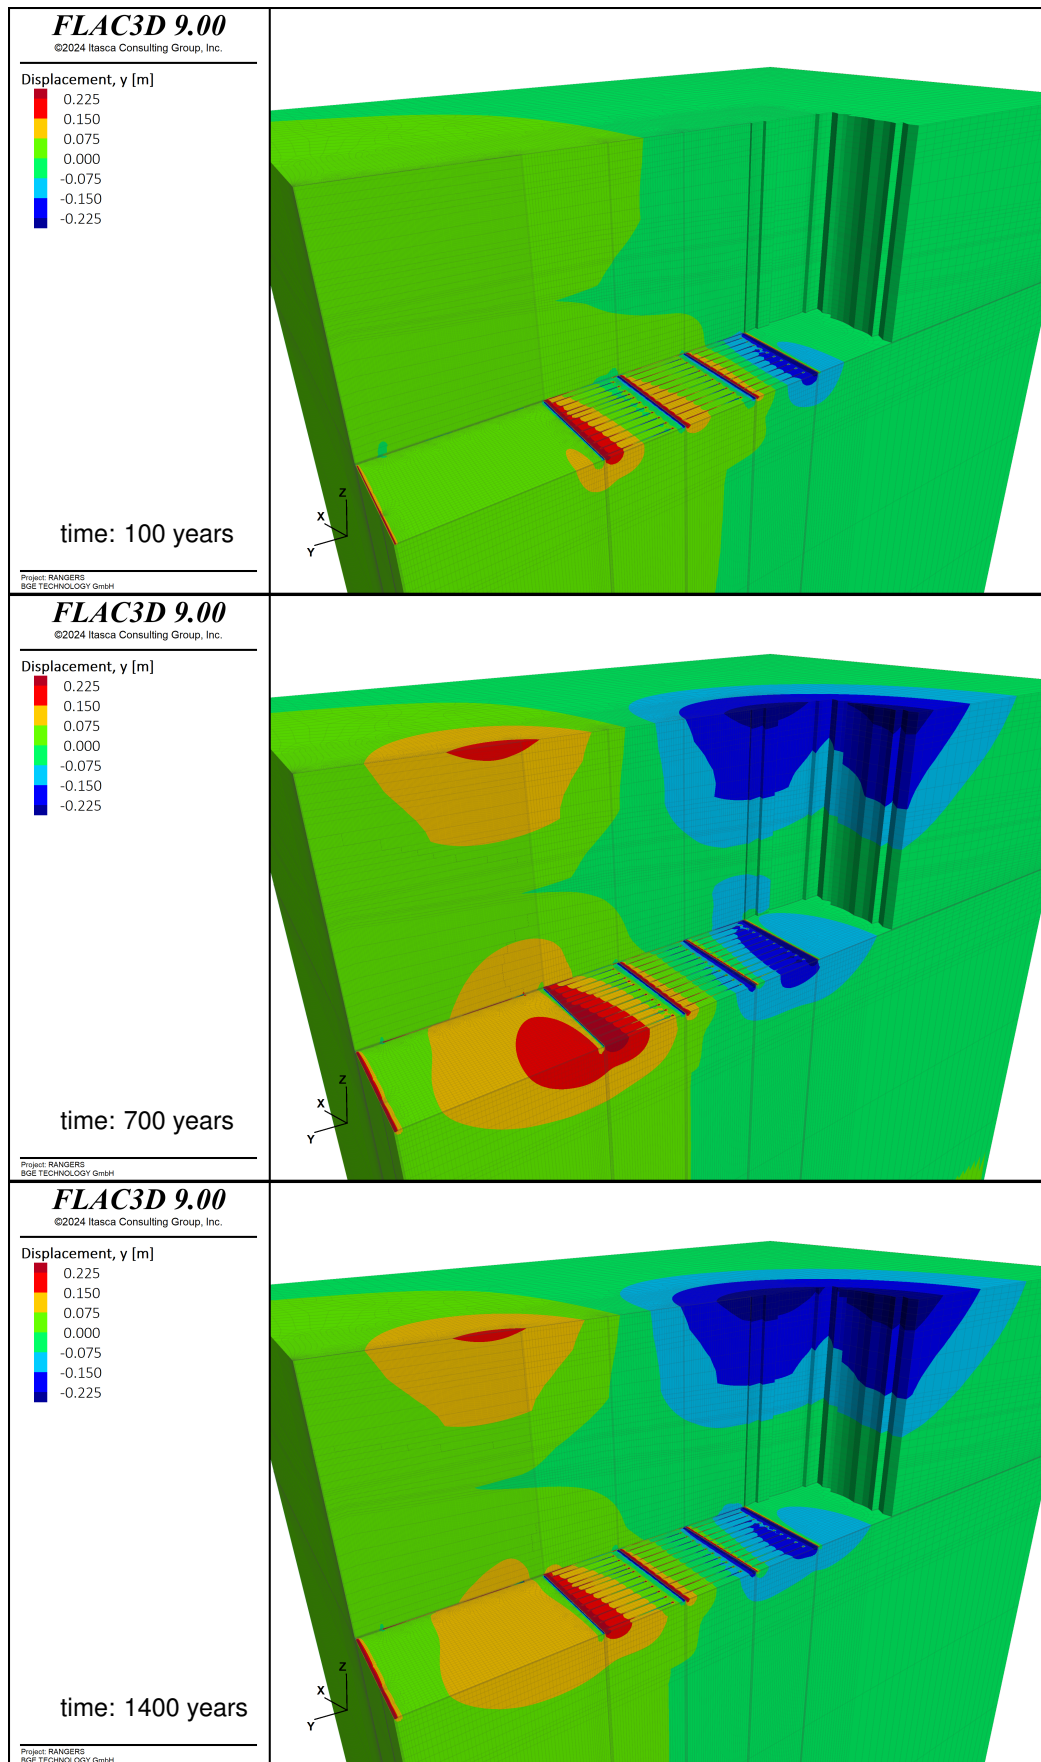 FLAC3D 9.00
©2024 Itasca Consulting Group, Inc.
Displacement, y [m]
0.225
0.150
0.075
0.000
-0.075
-0.150
-0.225
Z
X
Y
time: 100 years
Project: RANGERS
BGE TECHNOLOGY GmbH
FLAC3D 9.00
©2024 Itasca Consulting Group, Inc.
Displacement, y [m]
0.225
0.150
0.075
0.000
-0.075
-0.150
-0.225
Z
X
Y
time: 700 years
Project: RANGERS
BGE TECHNOLOGY GmbH
FLAC3D 9.00
©2024 Itasca Consulting Group, Inc.
Displacement, y [m]
0.225
0.150
0.075
0.000
-0.075
-0.150
-0.225
Z
X
Y
time: 1400 years
Project: RANGERS
BGE TECHNOLOGY GmbH